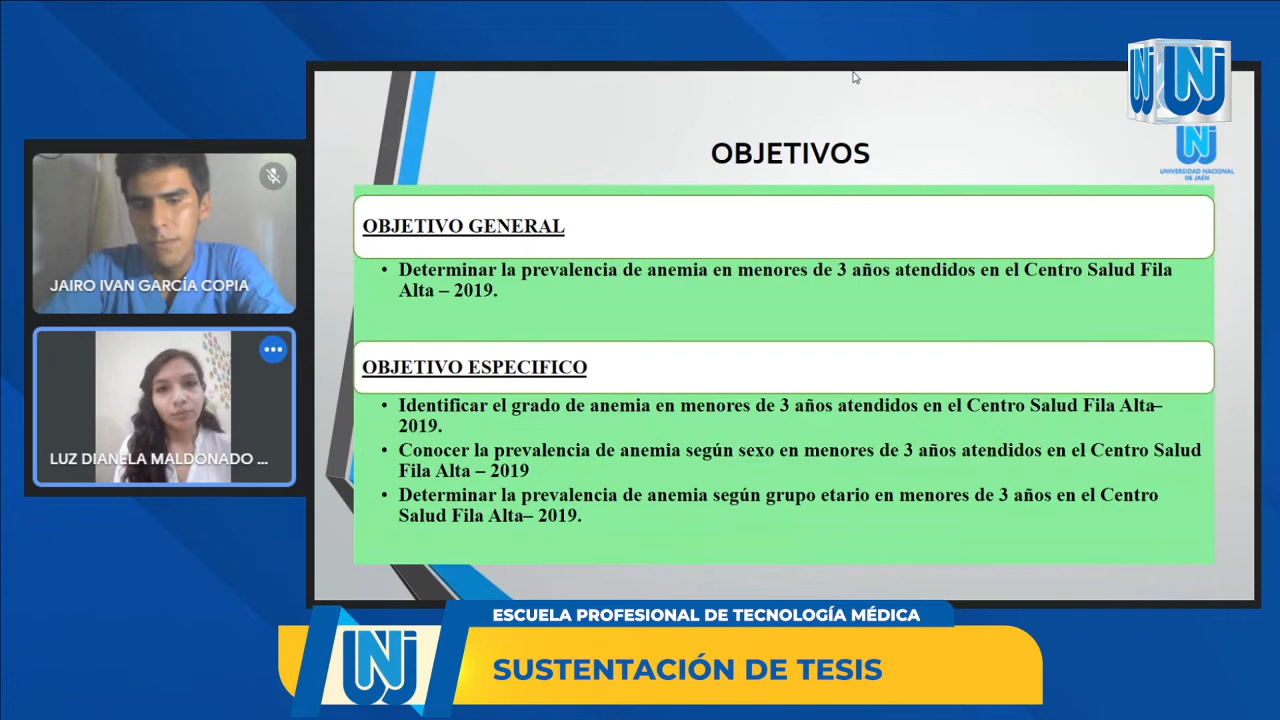 UNJ
UNJ
UNJ
UNIVERSIDAD NACIONAL
DE JAÉN
OBJETIVOS
JAIRO IVAN GARCÍA COPIA
LUZ DIANELA MALDONADO ...
OBJETIVO GENERAL
• Determinar la prevalencia de anemia en menores de 3 años atendidos en el Centro Salud Fila
Alta – 2019.
OBJETIVO ESPECIFICO
• Identificar el grado de anemia en menores de 3 años atendidos en el Centro Salud Fila Alta–
2019.
• Conocer la prevalencia de anemia según sexo en menores de 3 años atendidos en el Centro Salud
Fila Alta – 2019
• Determinar la prevalencia de anemia según grupo etario en menores de 3 años en el Centro
Salud Fila Alta– 2019.
ESCUELA PROFESIONAL DE TECNOLOGÍA MÉDICA
UNJ
SUSTENTACIÓN DE TESIS